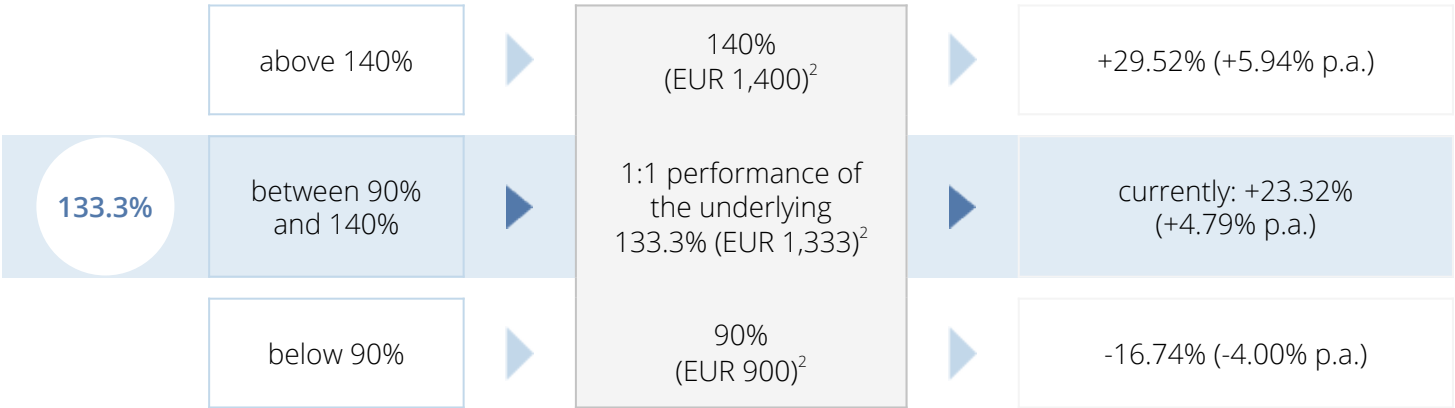 above 140%
140%
(EUR 1,400)²
+29.52% (+5.94% p.a.)
133.3%
between 90%
and 140%
1:1 performance of
the underlying
133.3% (EUR 1,333)²
currently: +23.32%
(+4.79% p.a.)
below 90%
90%
(EUR 900)²
-16.74% (-4.00% p.a.)